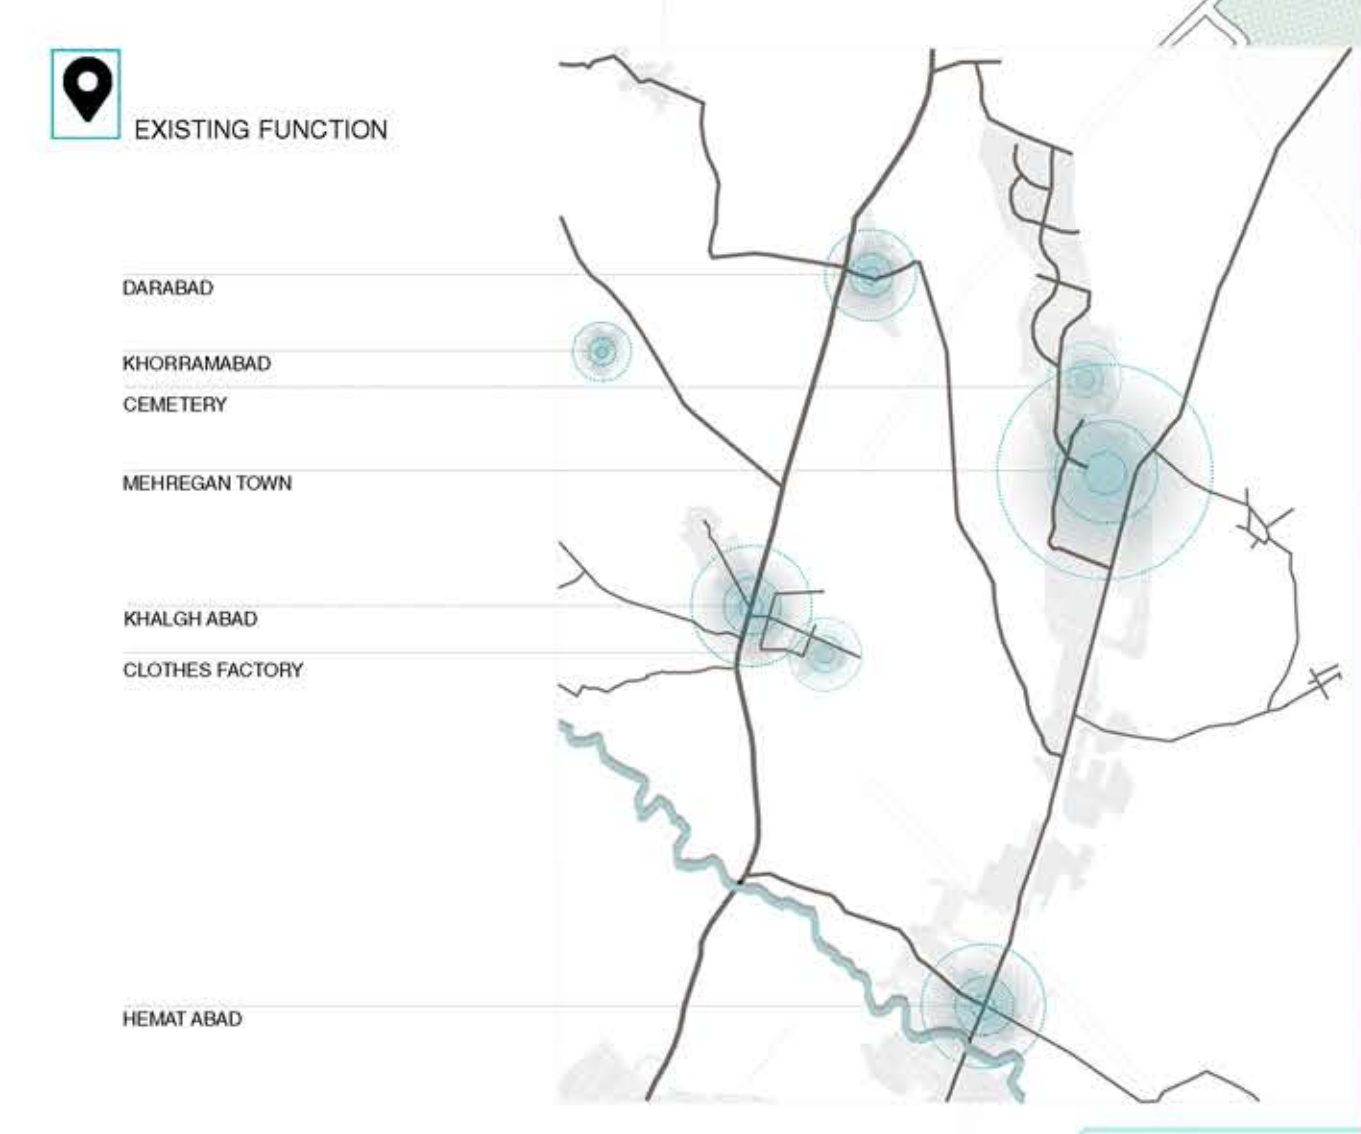 EXISTING FUNCTION
DARABAD
KHORRAMABAD
CEMETERY
MEHREGAN TOWN
KHALGH ABAD
CLOTHES FACTORY
HEMAT ABAD